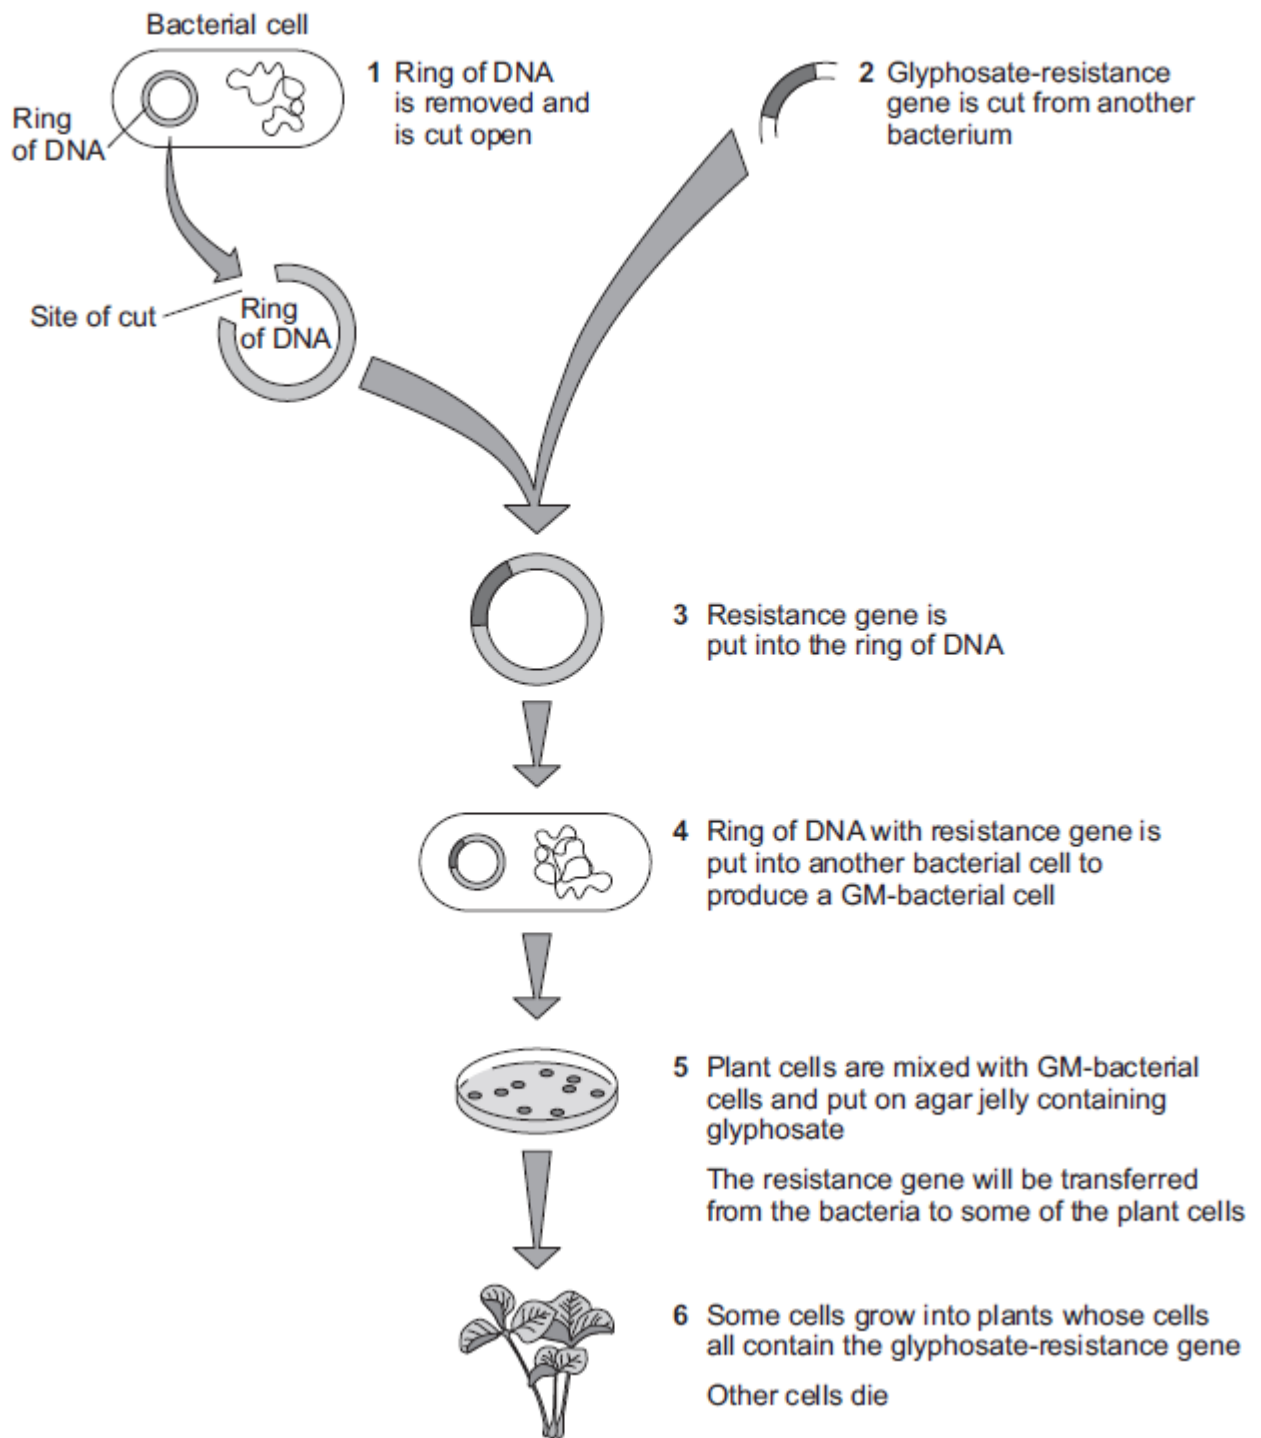 Bacterial cell
Ring
of DNA
1 Ring of DNA
is removed and
is cut open
2 Glyphosate-resistance
gene is cut from another
bacterium
Site of cut
Ring
of DNA
3 Resistance gene is
put into the ring of DNA
4 Ring of DNA with resistance gene is
put into another bacterial cell to
produce a GM-bacterial cell
5 Plant cells are mixed with GM-bacterial
cells and put on agar jelly containing
glyphosate
The resistance gene will be transferred
from the bacteria to some of the plant cells
6 Some cells grow into plants whose cells
all contain the glyphosate-resistance gene
Other cells die